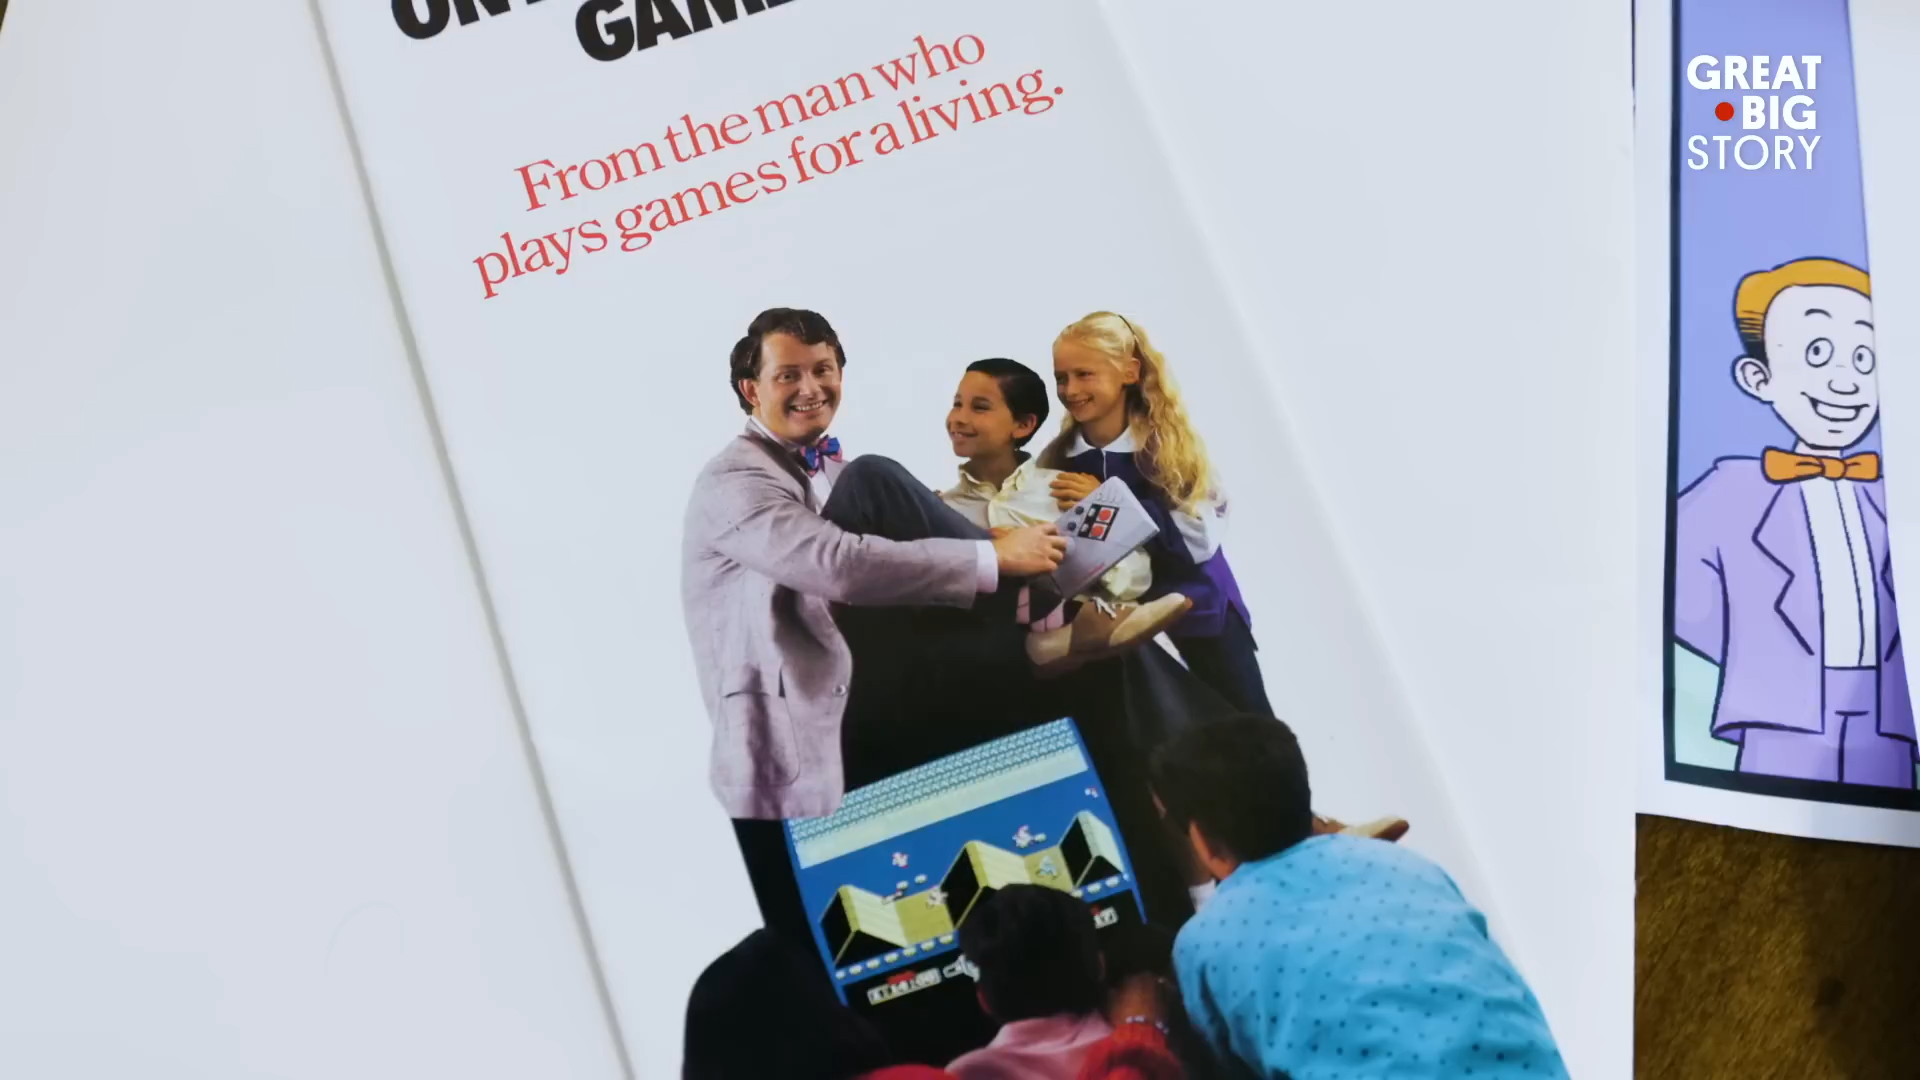 GAM
From the man who
plays games for a living.
GREAT
BIG
STORY